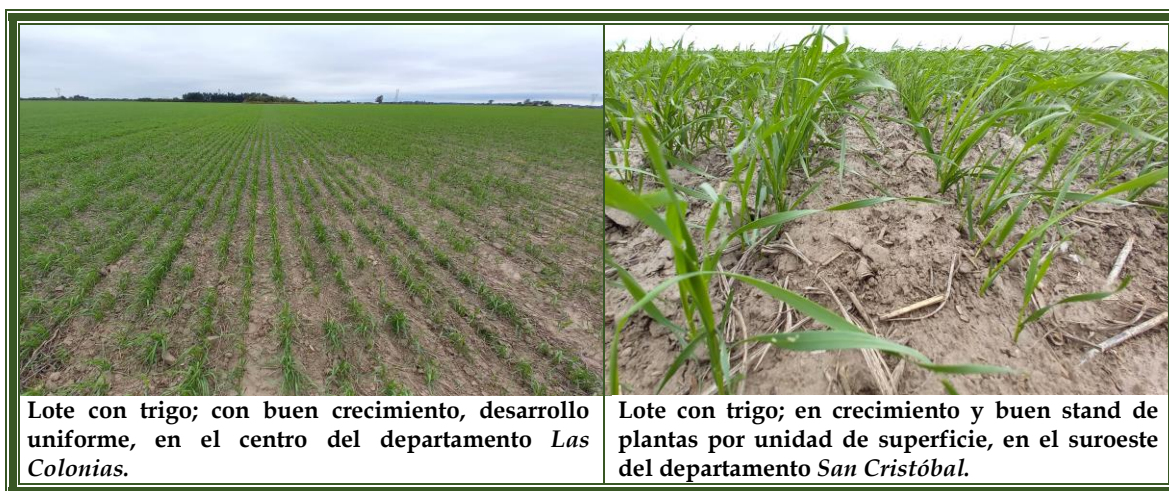 Lote con trigo; con buen crecimiento, desarrollo
uniforme, en el centro del departamento Las
Colonias.
Lote con trigo; en crecimiento y buen stand de
plantas por unidad de superficie, en el suroeste
del departamento San Cristóbal.